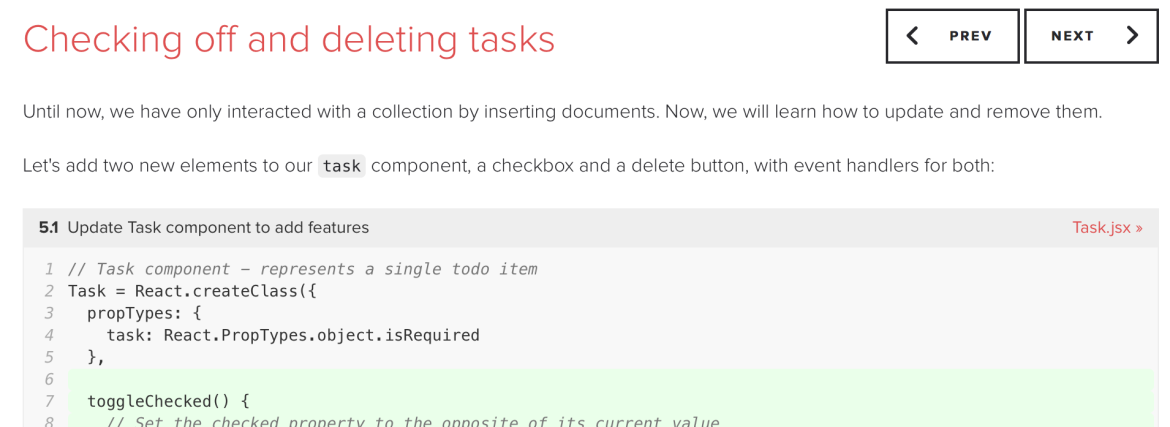 Checking off and deleting tasks
PREV
NEXT
Until now, we have only interacted with a collection by inserting documents. Now, we will learn how to update and remove them.
Let's add two new elements to our task component, a checkbox and a delete button, with event handlers for both:
5.1 Update Task component to add features
Task.jsx »
1 // Task component – represents a single todo item
2 Task = React.createClass({
3   propTypes: {
4     task: React.PropTypes.object.isRequired
5   },
6
7   toggleChecked() {
8     // Set the checked property to the opposite of its current value